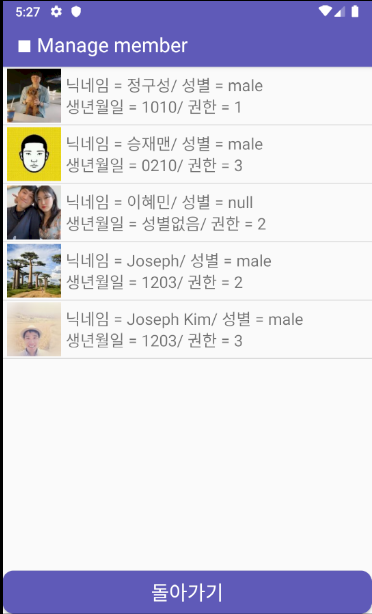 5:27
■ Manage member
닉네임 = 정구성/ 성별 = male
생년월일 = 1010/ 권한 = 1
닉네임 = 승재맨/ 성별 = male
생년월일 = 0210/ 권한 = 3
닉네임 = 이혜민/ 성별 = null
생년월일 = 성별없음/ 권한 = 2
닉네임 = Joseph/ 성별 = male
생년월일 = 1203/ 권한 = 2
닉네임 = Joseph Kim/ 성별 = male
생년월일 = 1203/ 권한 = 3
돌아가기